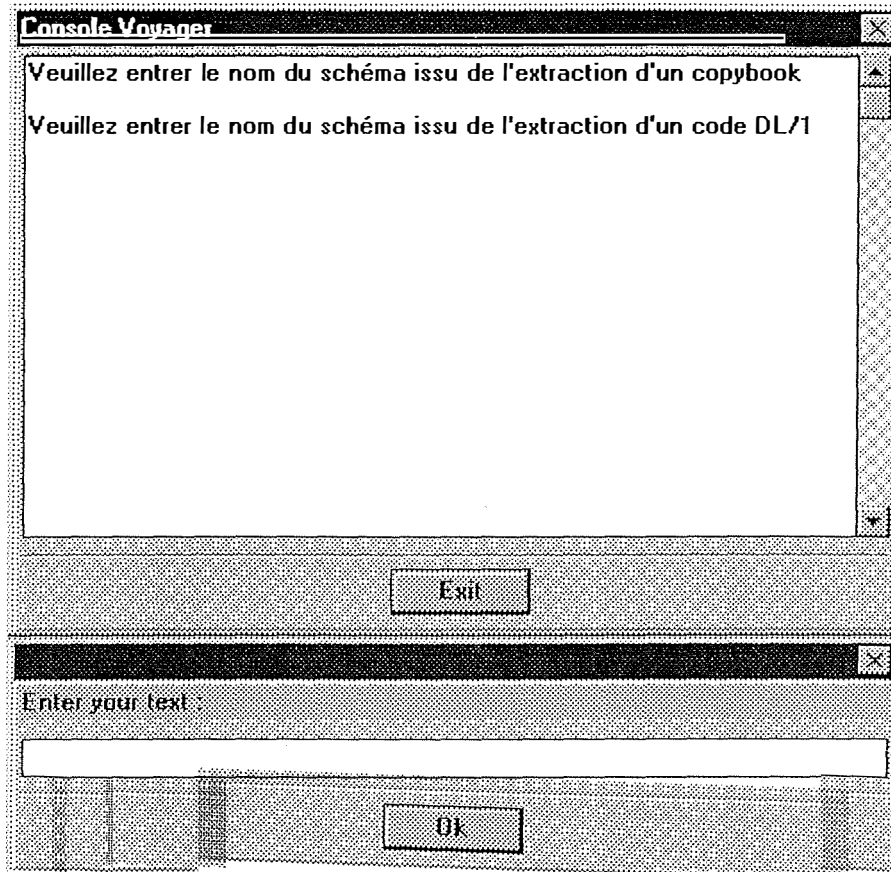 Console Voyager
Veuillez entrer le nom du schéma issu de l'extraction d'un copybook
Veuillez entrer le nom du schéma issu de l'extraction d'un code DL/1
Exit
Enter your text :
Ok